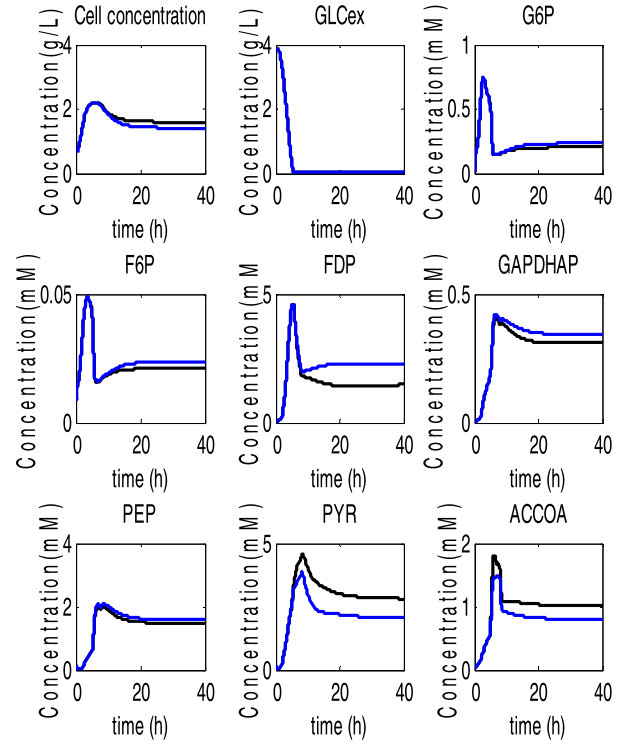 Cell concentration
Concentration (g/L)
4
2
0
0 20 40
time (h)
GLCex
Concentration (g/L)
4
2
0
0 20 40
time (h)
G6P
Concentration (mM)
1
0.5
0
0 20 40
time (h)
F6P
Concentration (mM)
0.05
0
0 20 40
time (h)
FDP
Concentration (mM)
5
0
0 20 40
time (h)
GAPDHAP
Concentration (mM)
0.5
0
0 20 40
time (h)
PEP
Concentration (mM)
4
2
0
0 20 40
time (h)
PYR
Concentration (mM)
5
0
0 20 40
time (h)
ACCOA
Concentration (mM)
2
1
0
0 20 40
time (h)